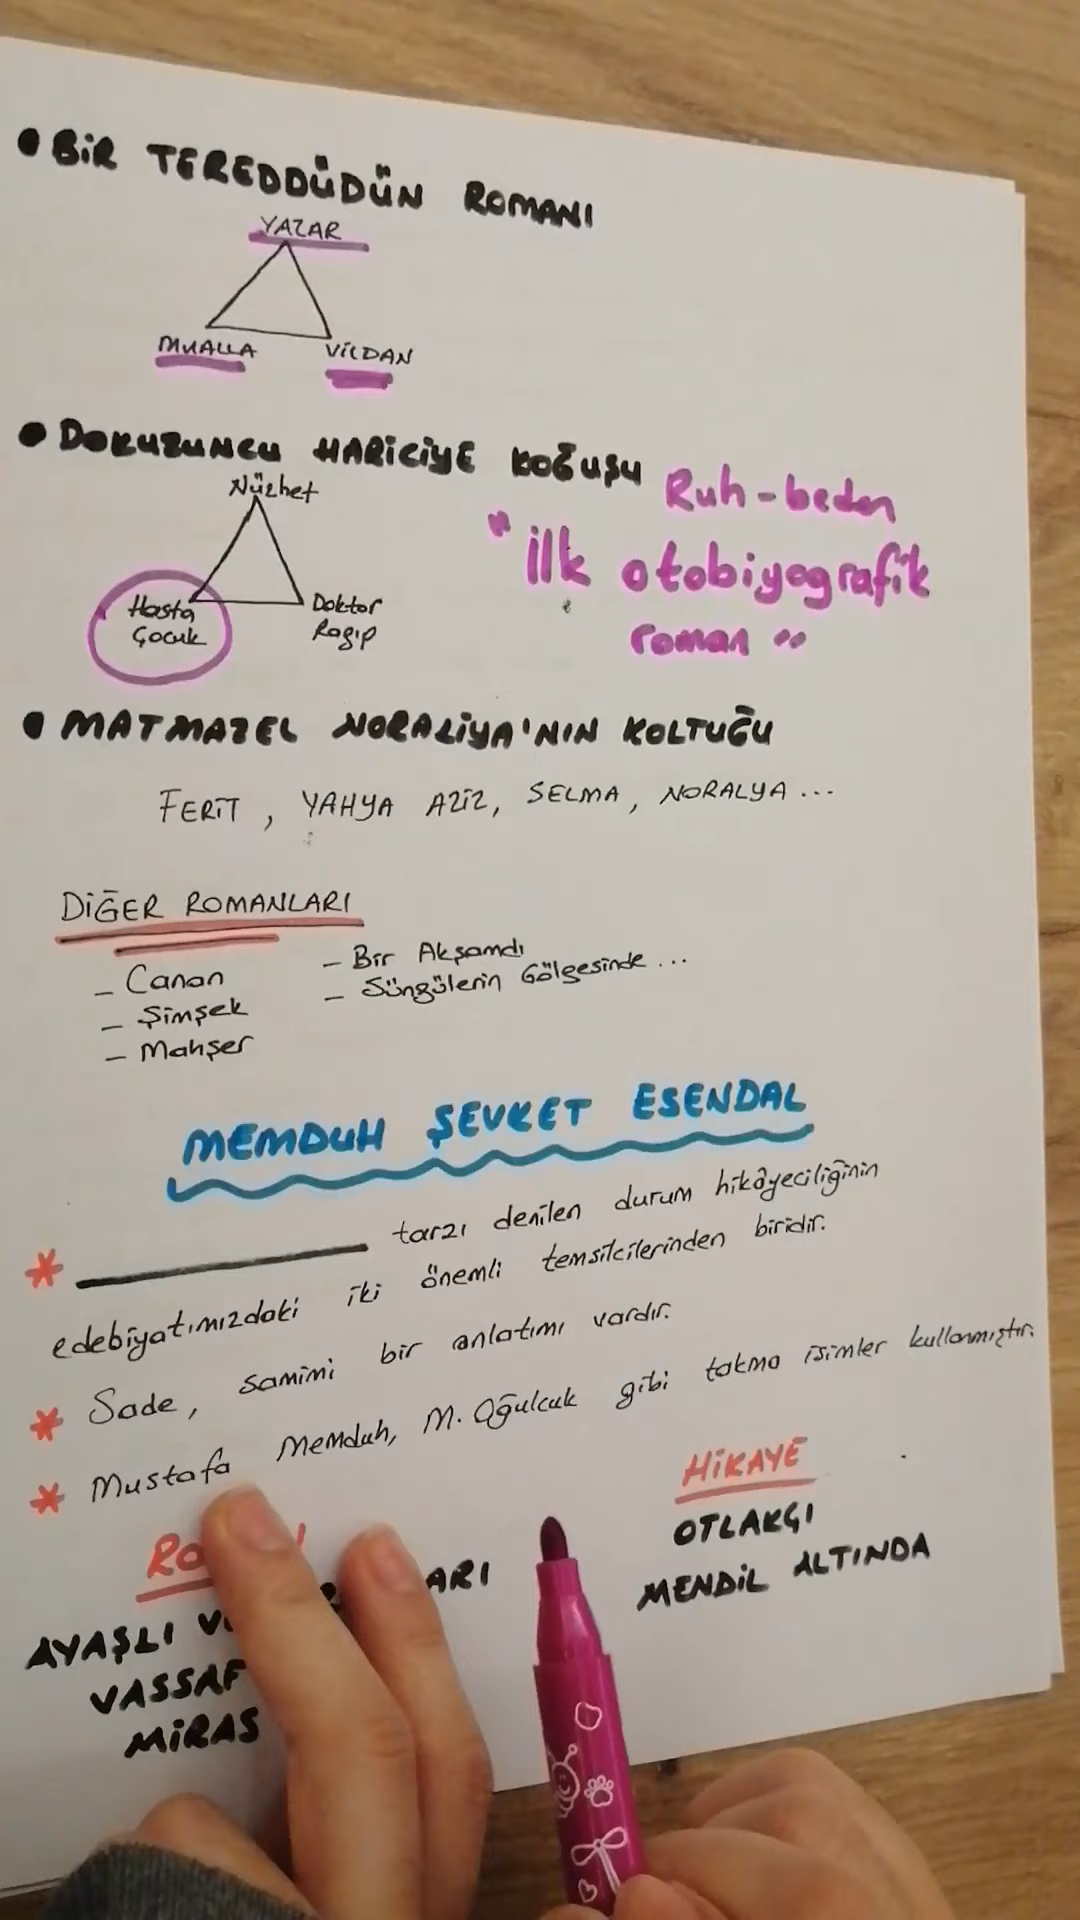 BİR TEREDDÜDÜN ROMANI
YAZAR
MUALLA
VİLDAN
DOKUZUNCU HARİCİYE KOĞUŞU
Nüzhet
Ruh-beden
"İlk otobiyografik
roman"
Hasta
Çocuk
Doktor
Ragıp
MATMAZEL NORALİYA'NIN KOLTUĞU
FERİT, YAHYA AZİZ, SELMA, NORALYA...
DİĞER ROMANLARI
- Canan
- Şimşek
- Mahşer
- Bir Akşamdı
- Süngülerin Gölgesinde...
MEMDUH ŞEVKET ESENDAL
* tarzı denilen durum hikâyeciliğinin
edebiyatımızdaki iki önemli temsilcilerinden biridir.
* Sade, samimi bir anlatımı vardır.
* Mustafa Memduh, M. Oğulcuk gibi takma isimler kullanmıştır.
AYAŞLI
VASSAF
MİRAS
HİKAYE
OTLAKÇI
MENDİL ALTINDA